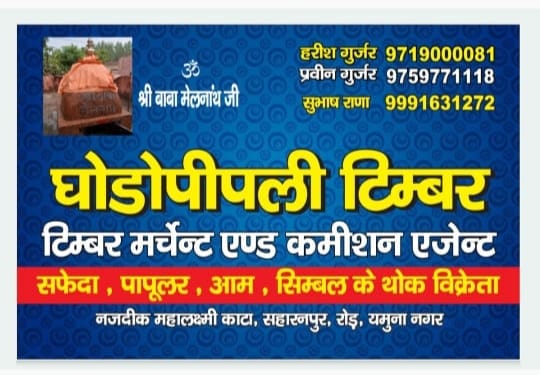 ॐ
श्री बाबा मेलनाथ जी
हरीश गुर्जर 9719000081
प्रवीन गुर्जर 9759771118
सुभाष राणा 9991631272
घोडोपीपली टिम्बर
टिम्बर मर्चेन्ट एण्ड कमीशन एजेन्ट
सफेदा , पापूलर , आम , सिम्बल के थोक विक्रेता
नजदीक महालक्ष्मी काटा, सहारनपुर, रोड़, यमुना नगर